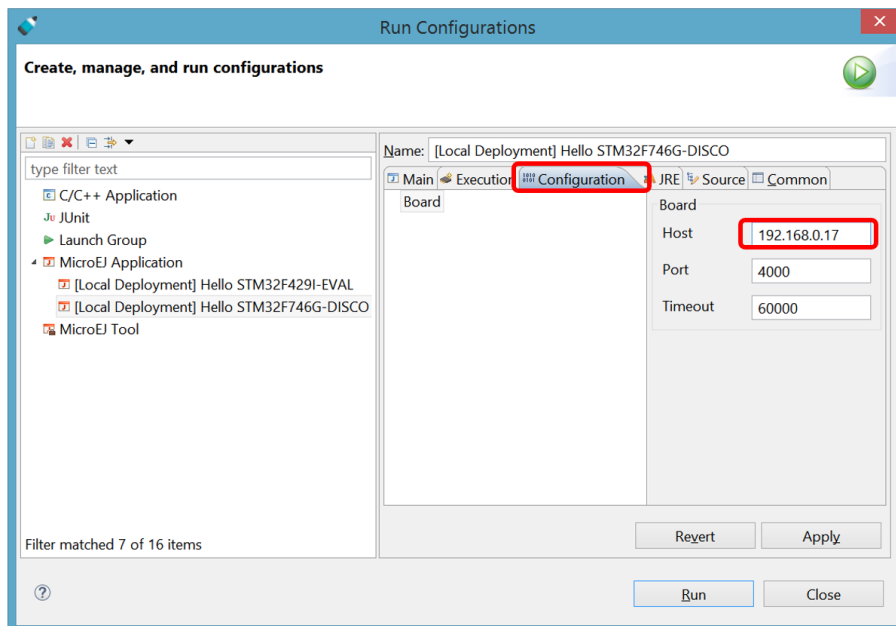 Run Configurations
Create, manage, and run configurations
type filter text
C/C++ Application
Ju JUnit
Launch Group
MicroEJ Application
[Local Deployment] Hello STM32F429I-EVAL
[Local Deployment] Hello STM32F746G-DISCO
MicroEJ Tool
Filter matched 7 of 16 items
Name: [Local Deployment] Hello STM32F746G-DISCO
Main Execution Configuration JRE Source Common
Board
Board
Host 192.168.0.17
Port 4000
Timeout 60000
Revert Apply
Run Close